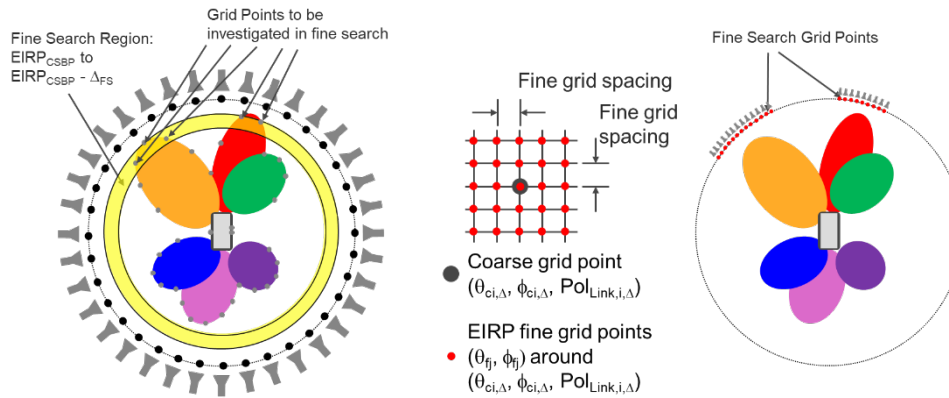 Fine Search Region:
EIRP_CSBP to
EIRP_CSBP - Δ_FS
Grid Points to be
investigated in fine search
Fine grid spacing
Fine grid
spacing
Coarse grid point
(θ_ci,Δ, ϕ_ci,Δ, Pol_Link,i,Δ)
EIRP fine grid points
(θ_fj, ϕ_fj) around
(θ_ci,Δ, ϕ_ci,Δ, Pol_Link,i,Δ)
Fine Search Grid Points